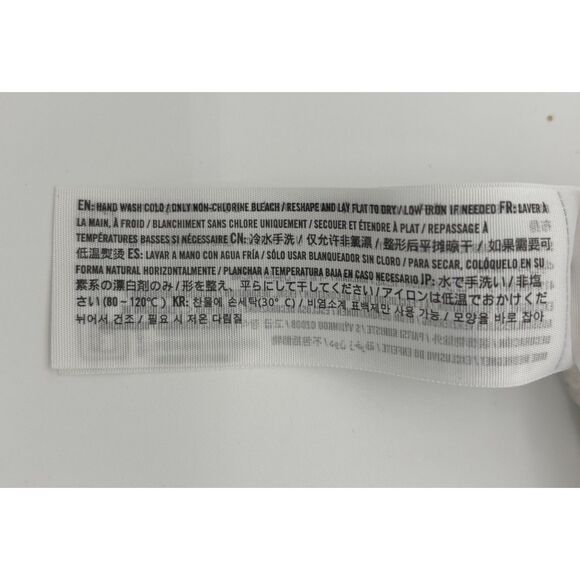 EN: HAND WASH COLD / ONLY NON-CHLORINE BLEACH / RESHAPE AND LAY FLAT TO DRY / LOW IRON IF NEEDED FR: LAVER À
LA MAIN, À FROID / BLANCHIMENT SANS CHLORE UNIQUEMENT / SECOUER ET ÉTENDRE À PLAT / REPASSAGE À
TEMPÉRATURES BASSES SI NÉCESSAIRE CN: 冷水手洗 / 仅允许非氯漂 / 整形后平摊晾干 / 如果需要可
低温熨烫 ES: LAVAR A MANO CON AGUA FRÍA / SÓLO USAR BLANQUEADOR SIN CLORO / PARA SECAR, COLÓQUELO EN SU
FORMA NATURAL HORIZONTALMENTE / PLANCHAR A TEMPERATURA BAJA EN CASO NECESARIO JP: 水で手洗い / 非塩
素系の漂白剤のみ / 形を整え、平らにして干してください / アイロンは低温でおかけくだ
さい (80～120℃) KR: 찬물에 손세탁(30° C) / 비염소계 표백제만 사용 가능 / 모양을 바로 잡아
뉘어서 건조 / 필요 시 저온 다림질